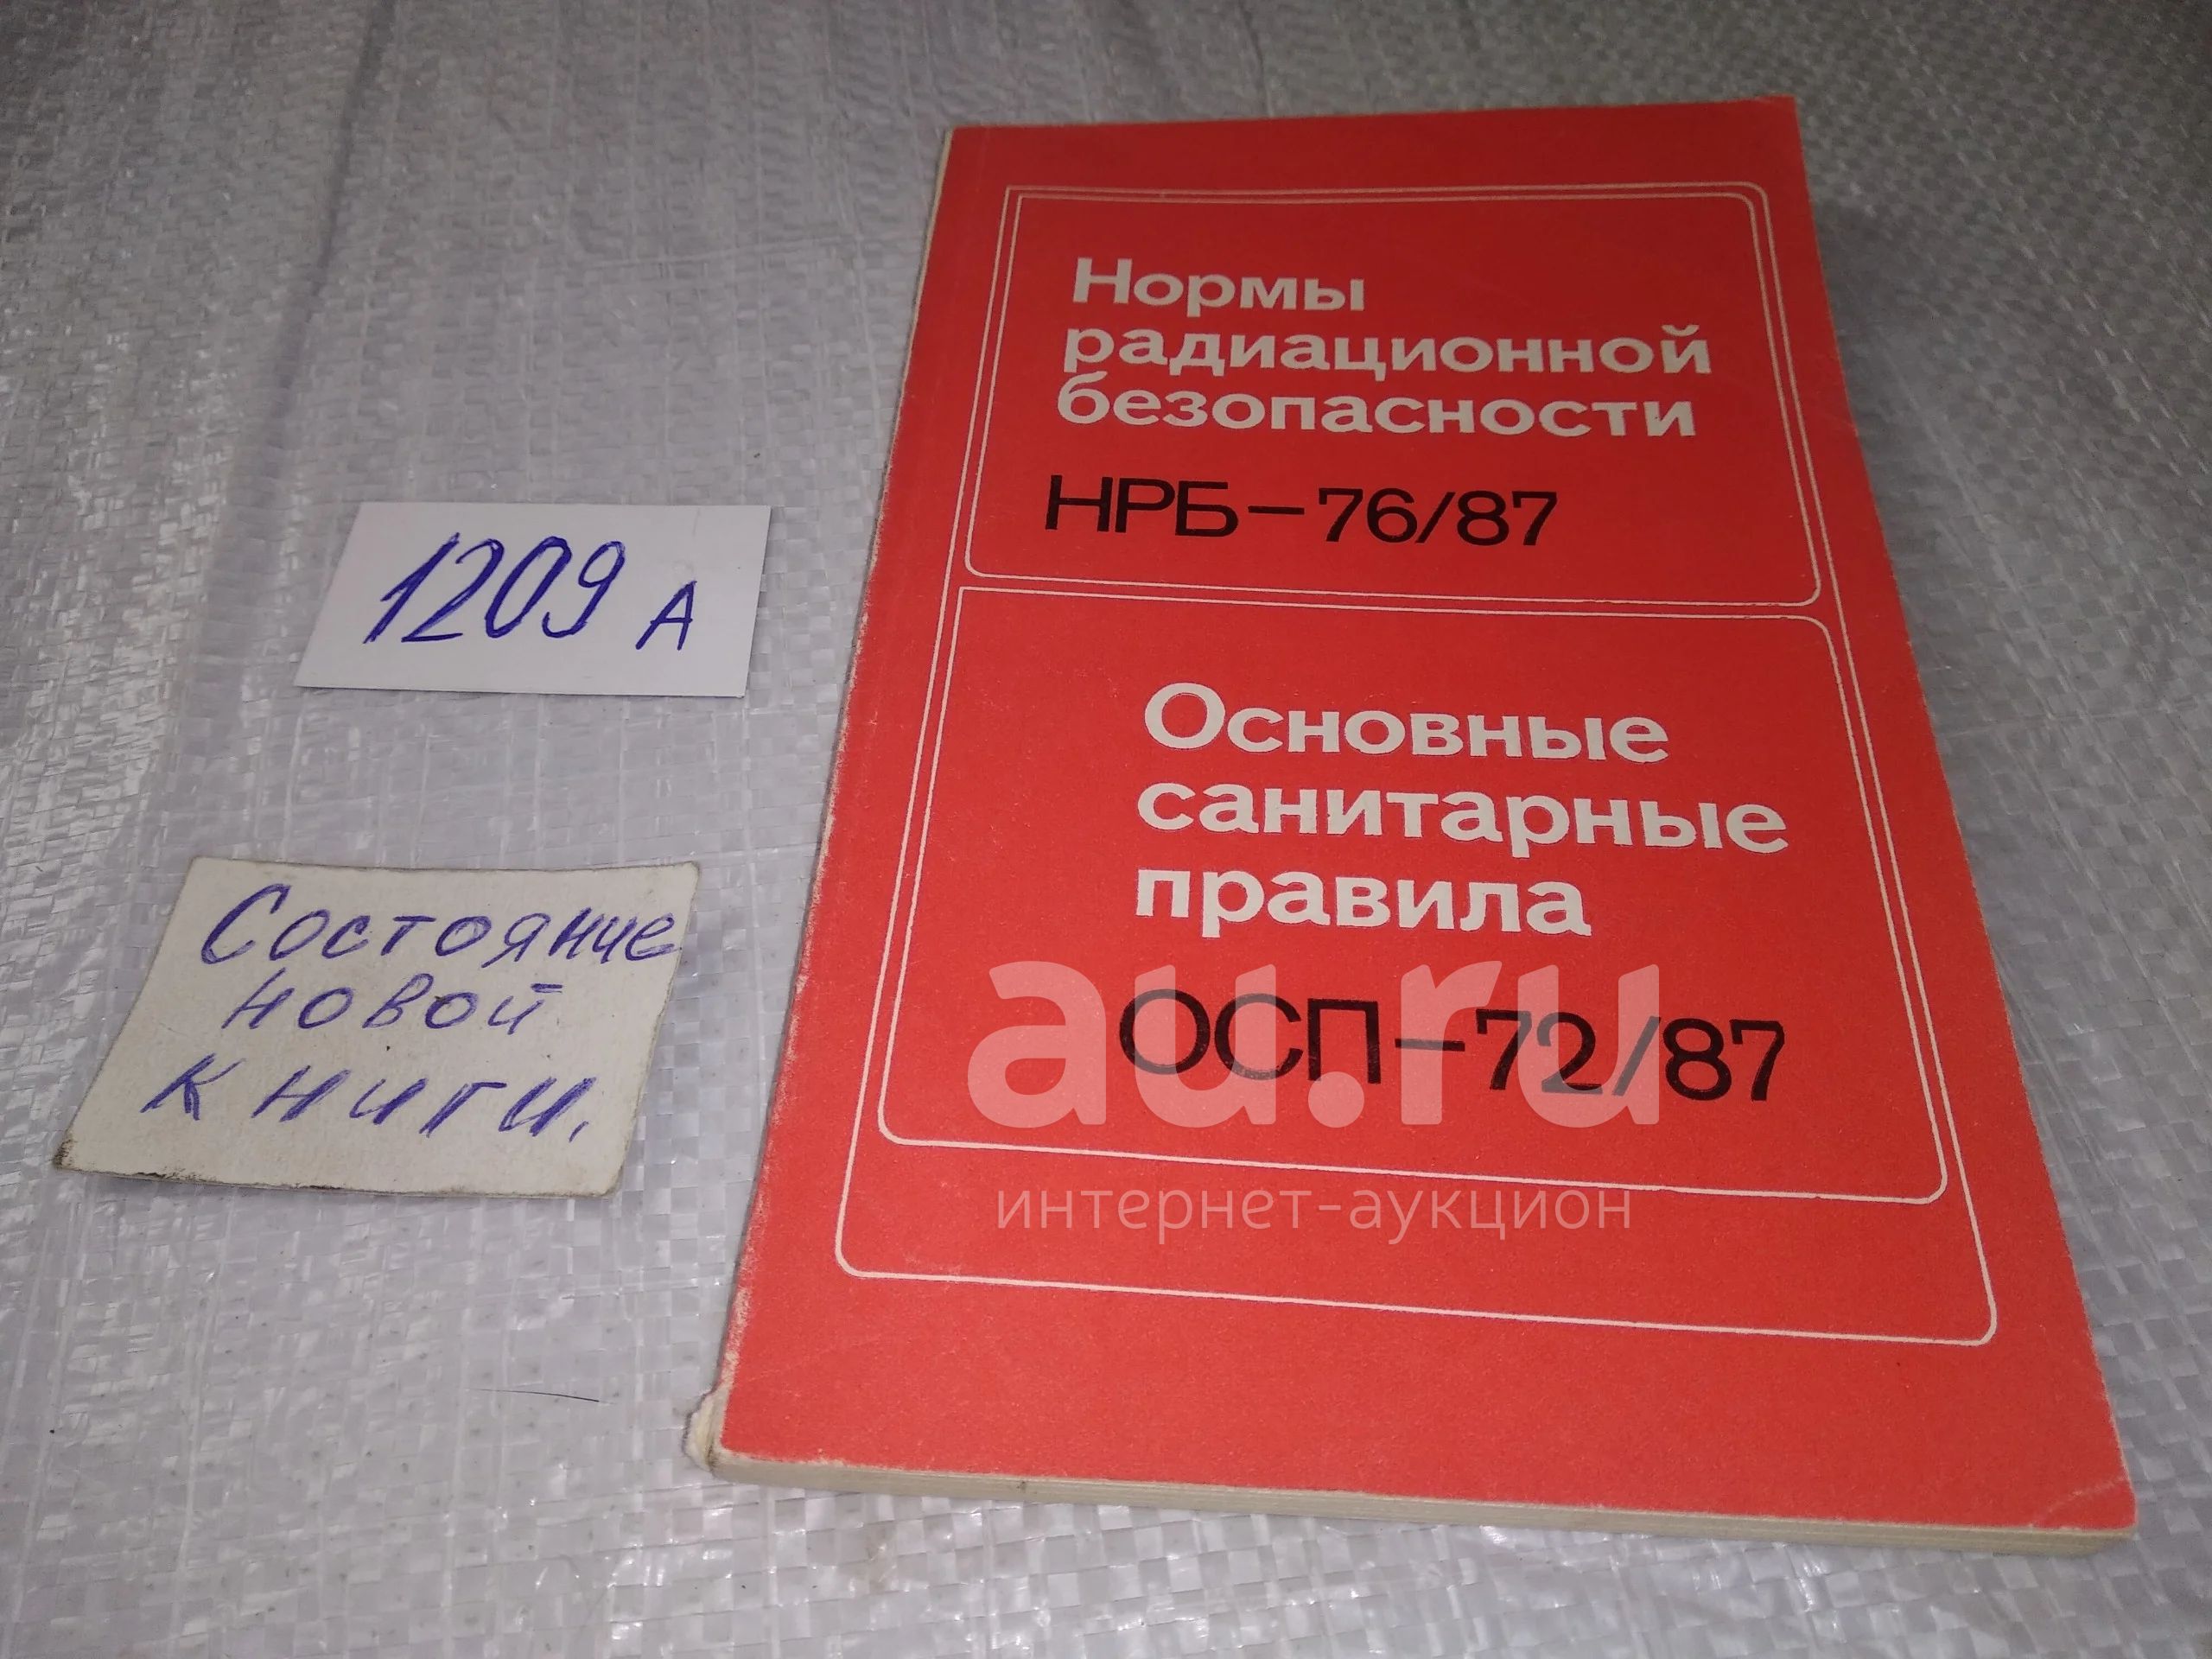 1209 А
Состояние
новой
книги.
Нормы
радиационной
безопасности
НРБ-76/87
Основные
санитарные
правила
ОСП-72/87
au.ru
интернет-аукцион